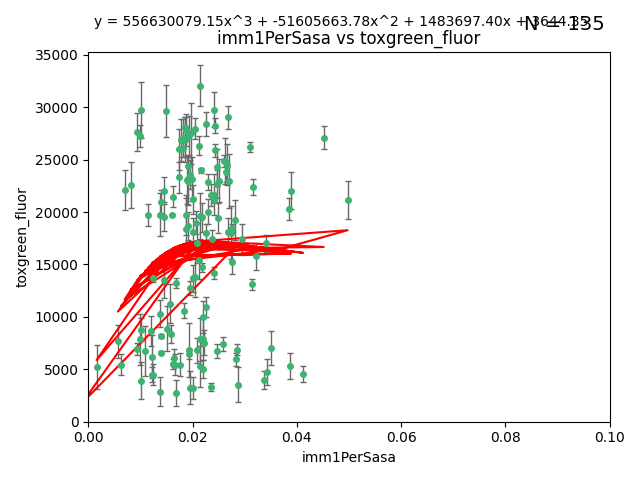 y = 556630079.15x^3 + -51605663.78x^2 + 1483697.40x + 3644.35
N = 135
imm1PerSasa vs toxgreen_fluor
35000
30000
25000
20000
15000
10000
5000
0
toxgreen_fluor
0.00 0.02 0.04 0.06 0.08 0.10
imm1PerSasa